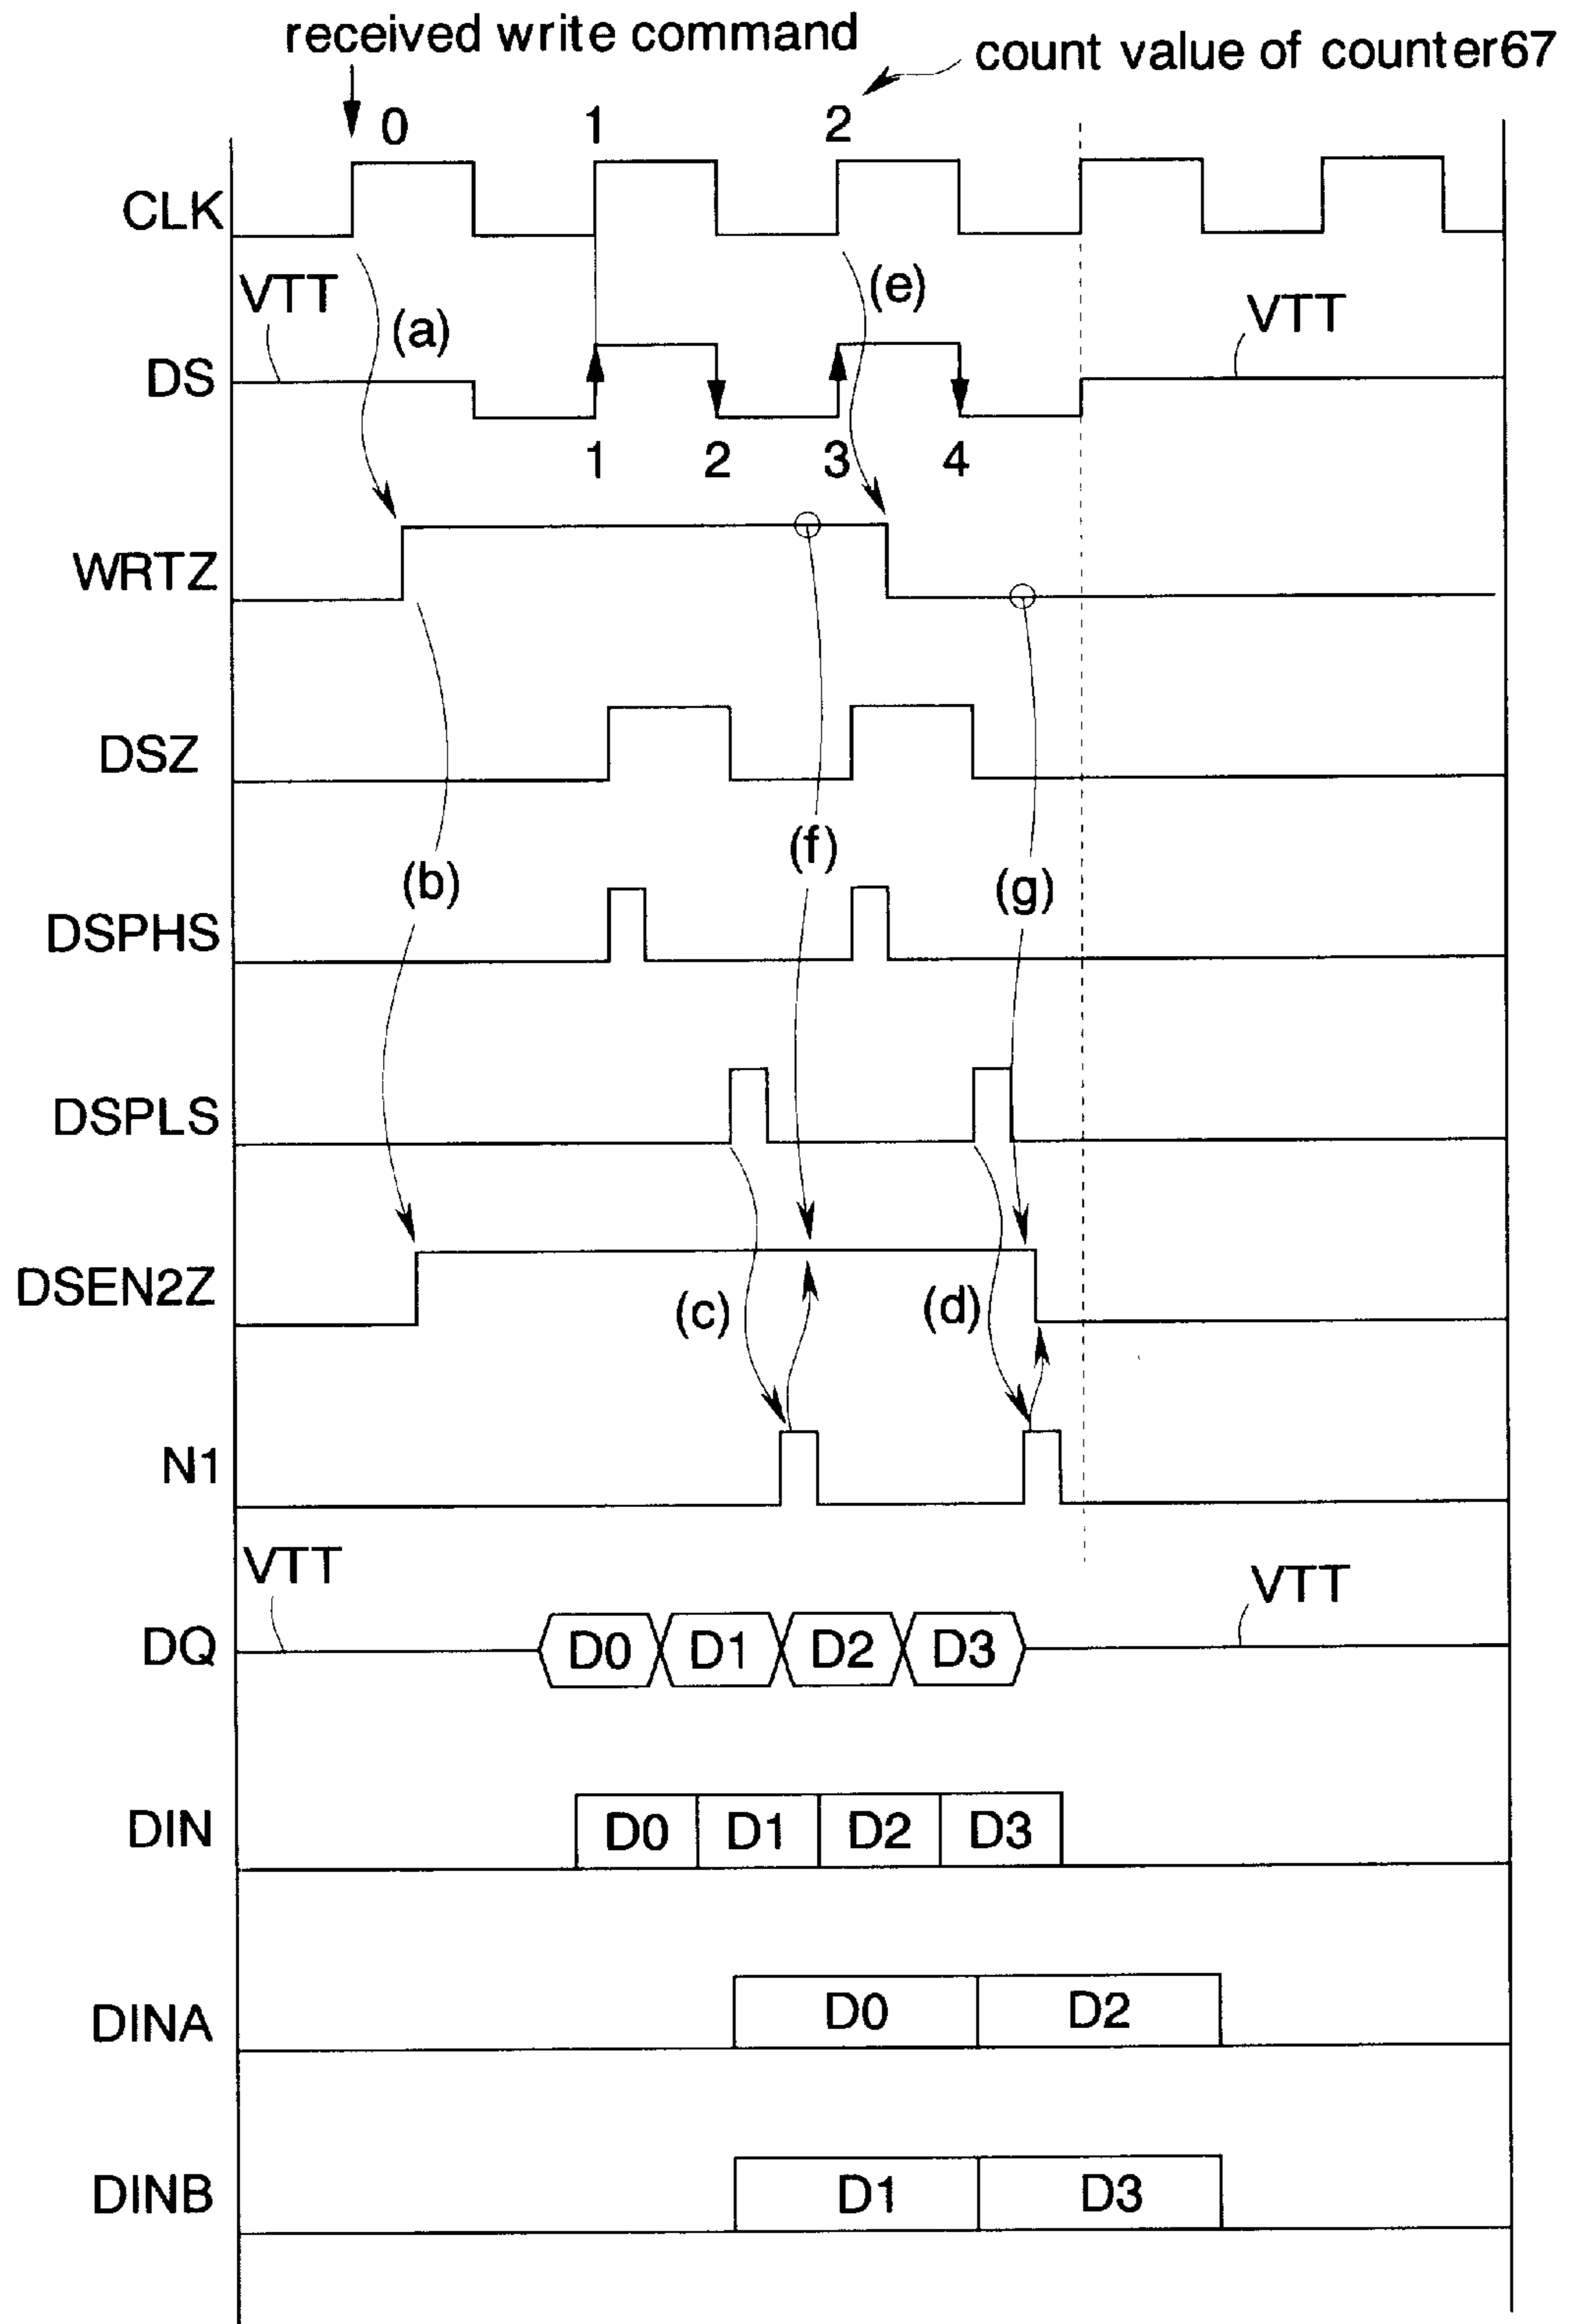 received write command
count value of counter67
0 1 2
CLK
VTT (a) (e) VTT
DS
1 2 3 4
WRTZ
DSZ
(b) (f) (g)
DSPHS
DSPLS
DSEN2Z
(c) (d)
N1
VTT VTT
DQ D0 D1 D2 D3
DIN D0 D1 D2 D3
DINA D0 D2
DINB D1 D3